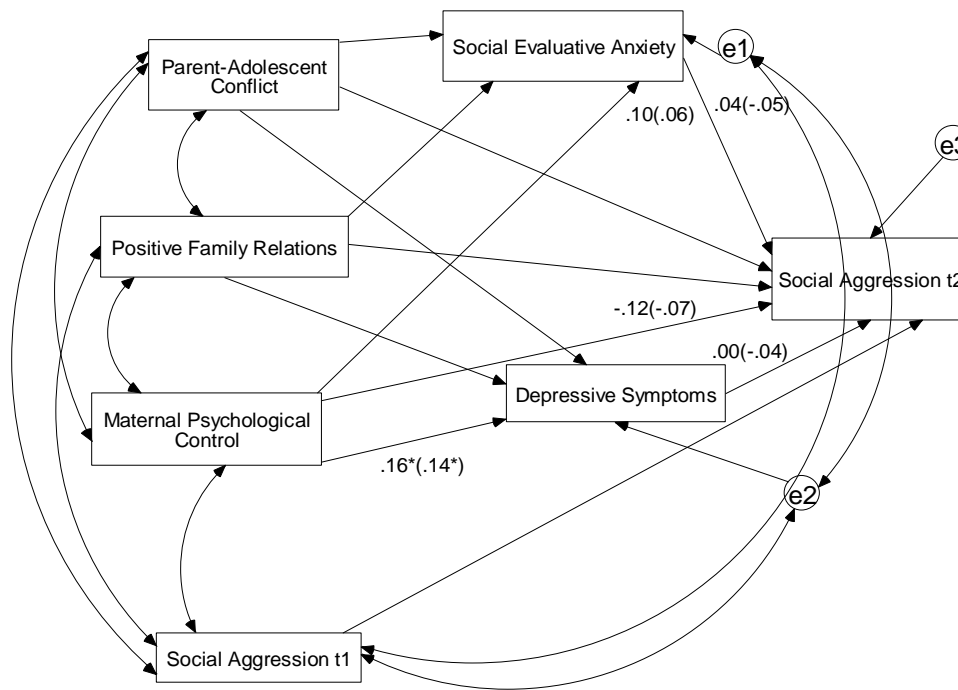 Social Evaluative Anxiety
e1
Parent-Adolescent
Conflict
.10(.06)
.04(-.05)
e3
Positive Family Relations
Social Aggression t2
-.12(-.07)
.00(-.04)
Depressive Symptoms
Maternal Psychological
Control
.16*(.14*)
e2
Social Aggression t1